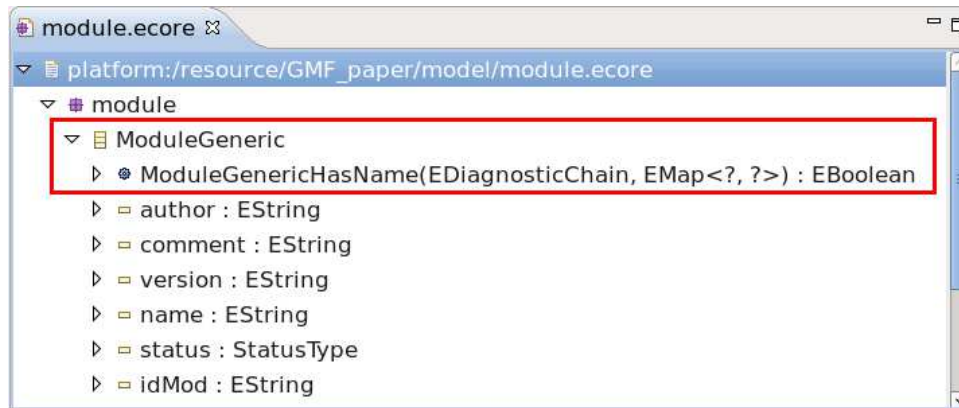 module.ecore
platform:/resource/GMF_paper/model/module.ecore
module
ModuleGeneric
ModuleGenericHasName(EDiagnosticChain, EMap<?, ?>) : EBoolean
author : EString
comment : EString
version : EString
name : EString
status : StatusType
idMod : EString